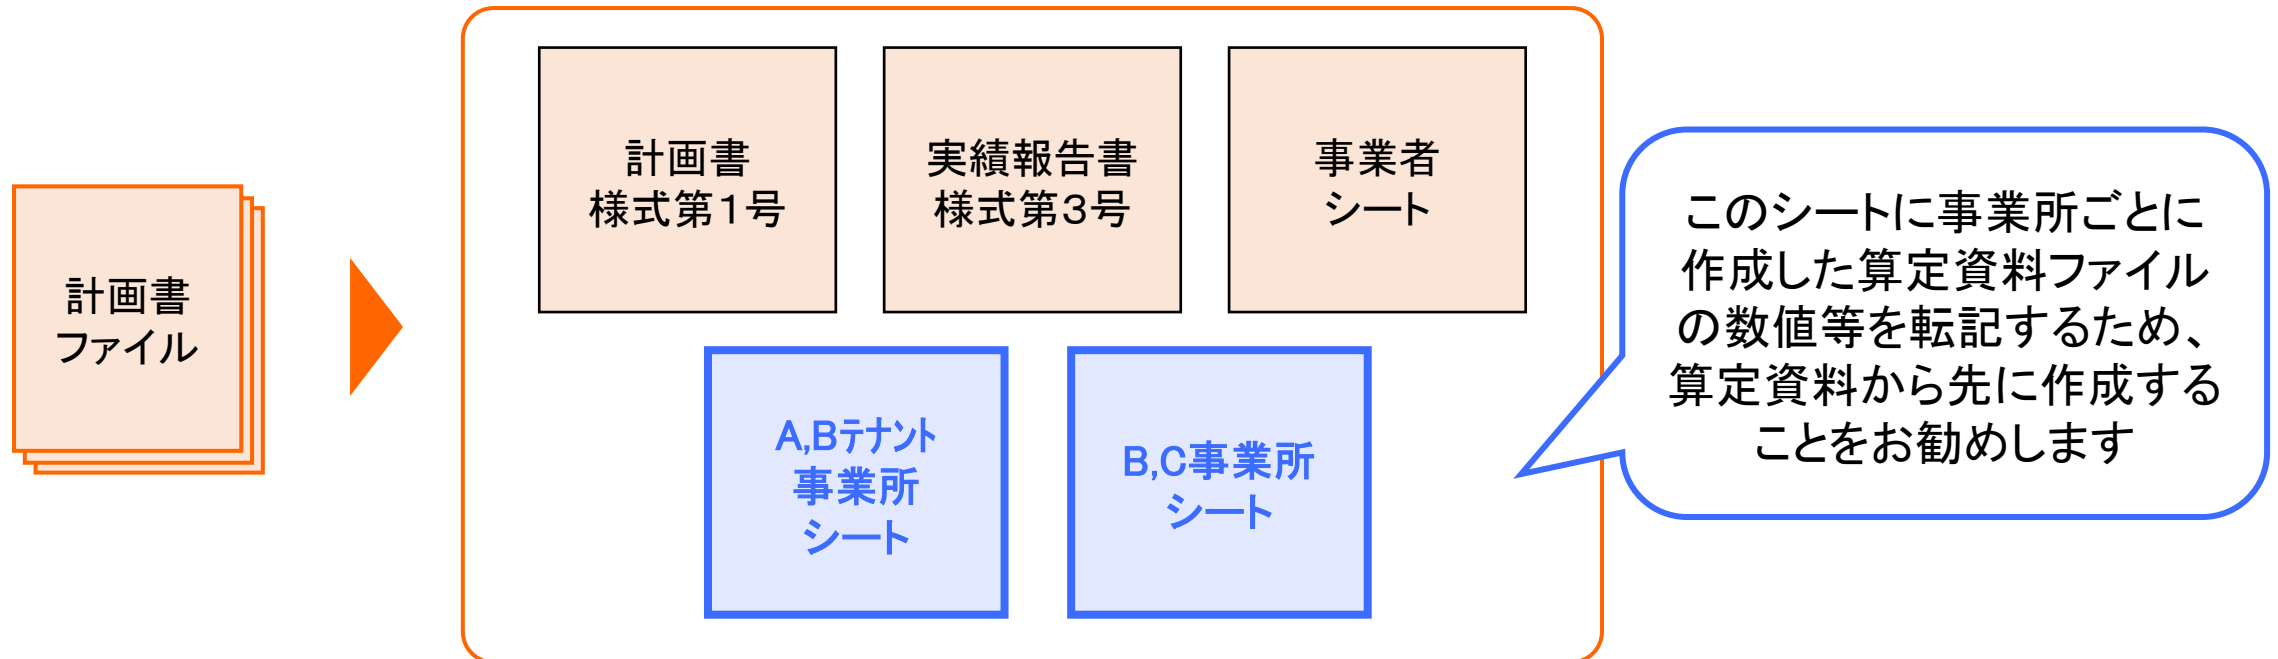 計画書
ファイル
計画書
様式第1号
実績報告書
様式第3号
事業者
シート
A,Bテナント
事業所
シート
B,C事業所
シート
このシートに事業所ごとに
作成した算定資料ファイル
の数値等を転記するため、
算定資料から先に作成する
ことをお勧めします